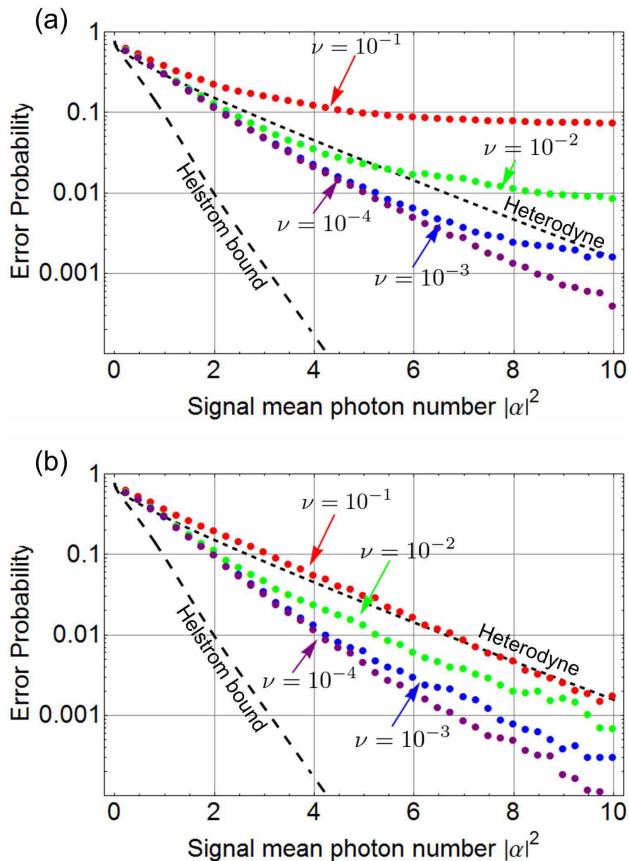 (a)
1
0.1
0.01
0.001
Error Probability
ν = 10⁻¹
ν = 10⁻²
Heterodyne
ν = 10⁻⁴
ν = 10⁻³
Helstrom bound
0 2 4 6 8 10
Signal mean photon number |α|²
(b)
1
0.1
0.01
0.001
Error Probability
ν = 10⁻¹
ν = 10⁻²
Heterodyne
ν = 10⁻⁴
ν = 10⁻³
Helstrom bound
0 2 4 6 8 10
Signal mean photon number |α|²